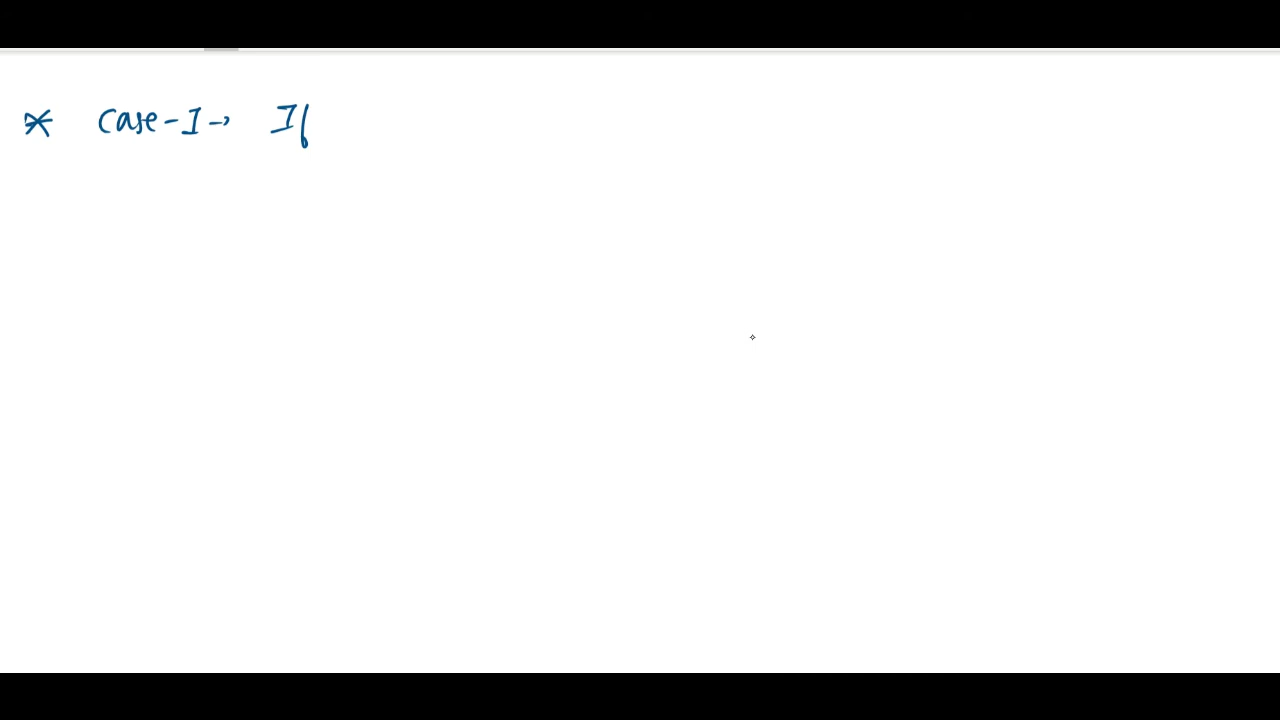 * Case-I→ If